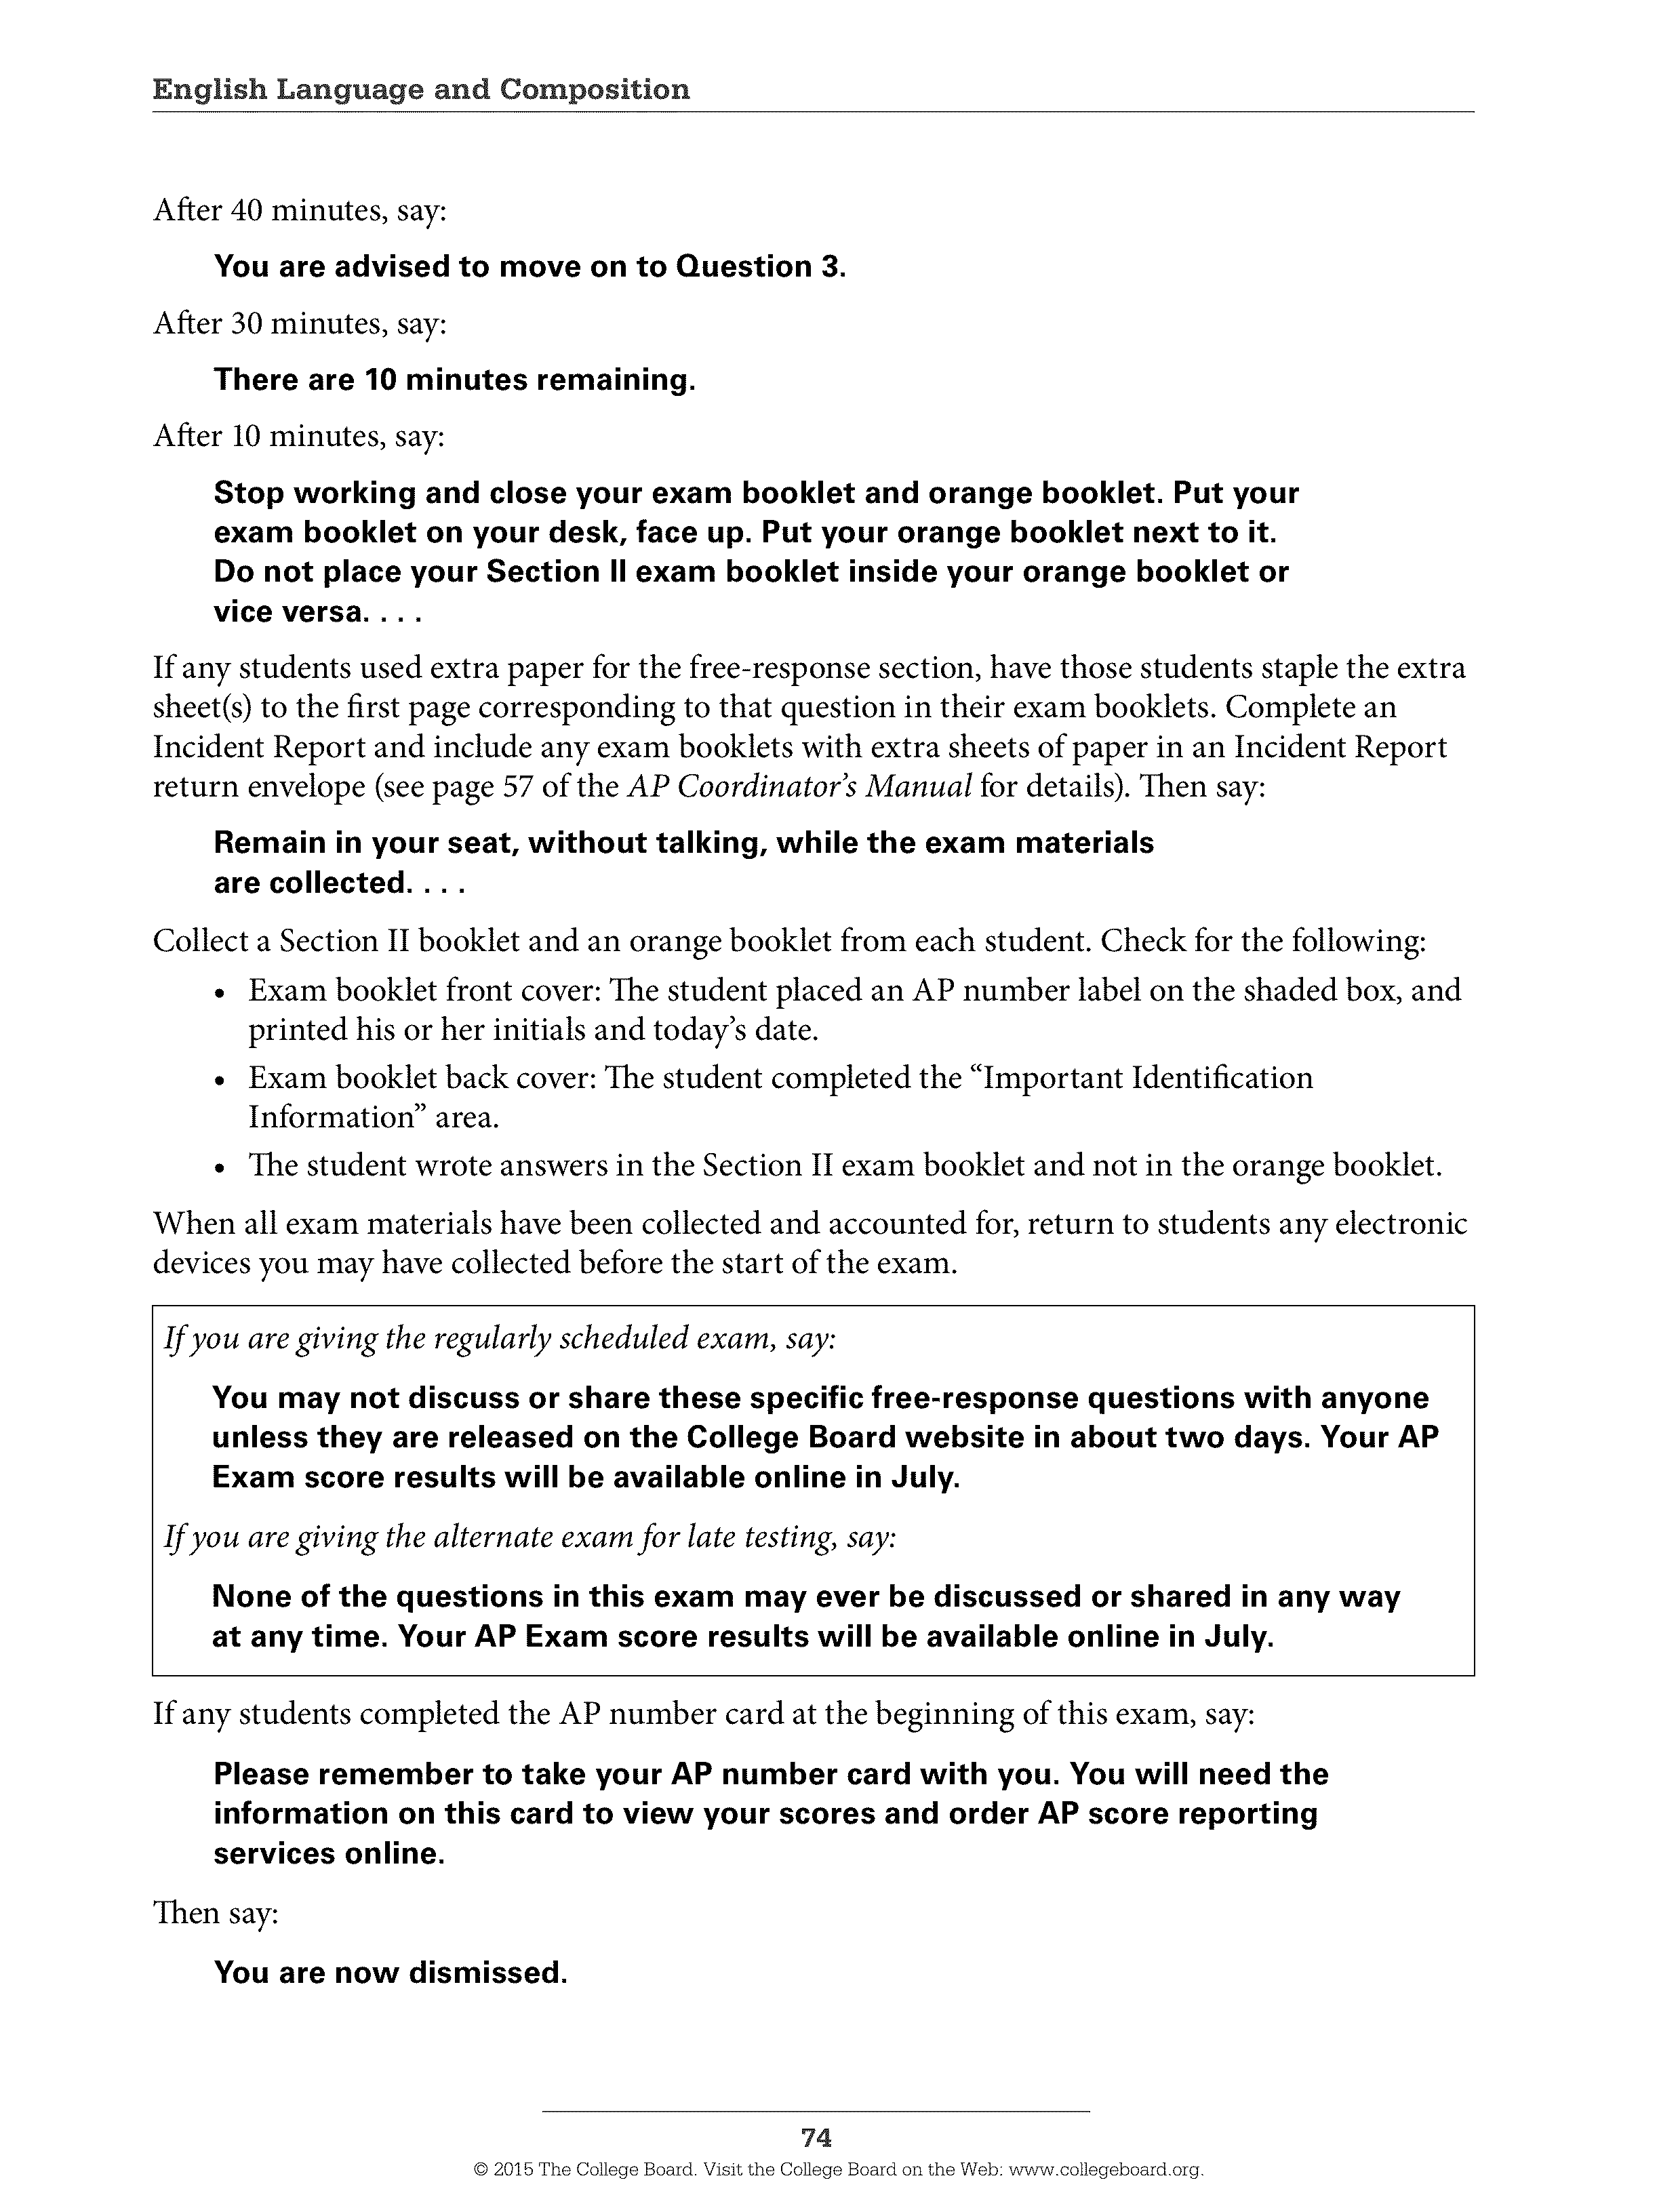 English Language and Composition
After 40 minutes, say:
You are advised to move on to Question 3.
After 30 minutes, say:
There are 10 minutes remaining.
After 10 minutes, say:
Stop working and close your exam booklet and orange booklet. Put your
exam booklet on your desk, face up. Put your orange booklet next to it.
Do not place your Section II exam booklet inside your orange booklet or
vice versa. . . .
If any students used extra paper for the free-response section, have those students staple the extra
sheet(s) to the first page corresponding to that question in their exam booklets. Complete an
Incident Report and include any exam booklets with extra sheets of paper in an Incident Report
return envelope (see page 57 of the AP Coordinator’s Manual for details). Then say:
Remain in your seat, without talking, while the exam materials
are collected. . . .
Collect a Section II booklet and an orange booklet from each student. Check for the following:
• Exam booklet front cover: The student placed an AP number label on the shaded box, and
printed his or her initials and today’s date.
• Exam booklet back cover: The student completed the “Important Identification
Information” area.
• The student wrote answers in the Section II exam booklet and not in the orange booklet.
When all exam materials have been collected and accounted for, return to students any electronic
devices you may have collected before the start of the exam.
If you are giving the regularly scheduled exam, say:
You may not discuss or share these specific free-response questions with anyone
unless they are released on the College Board website in about two days. Your AP
Exam score results will be available online in July.
If you are giving the alternate exam for late testing, say:
None of the questions in this exam may ever be discussed or shared in any way
at any time. Your AP Exam score results will be available online in July.
If any students completed the AP number card at the beginning of this exam, say:
Please remember to take your AP number card with you. You will need the
information on this card to view your scores and order AP score reporting
services online.
Then say:
You are now dismissed.
74
© 2015 The College Board. Visit the College Board on the Web: www.collegeboard.org.